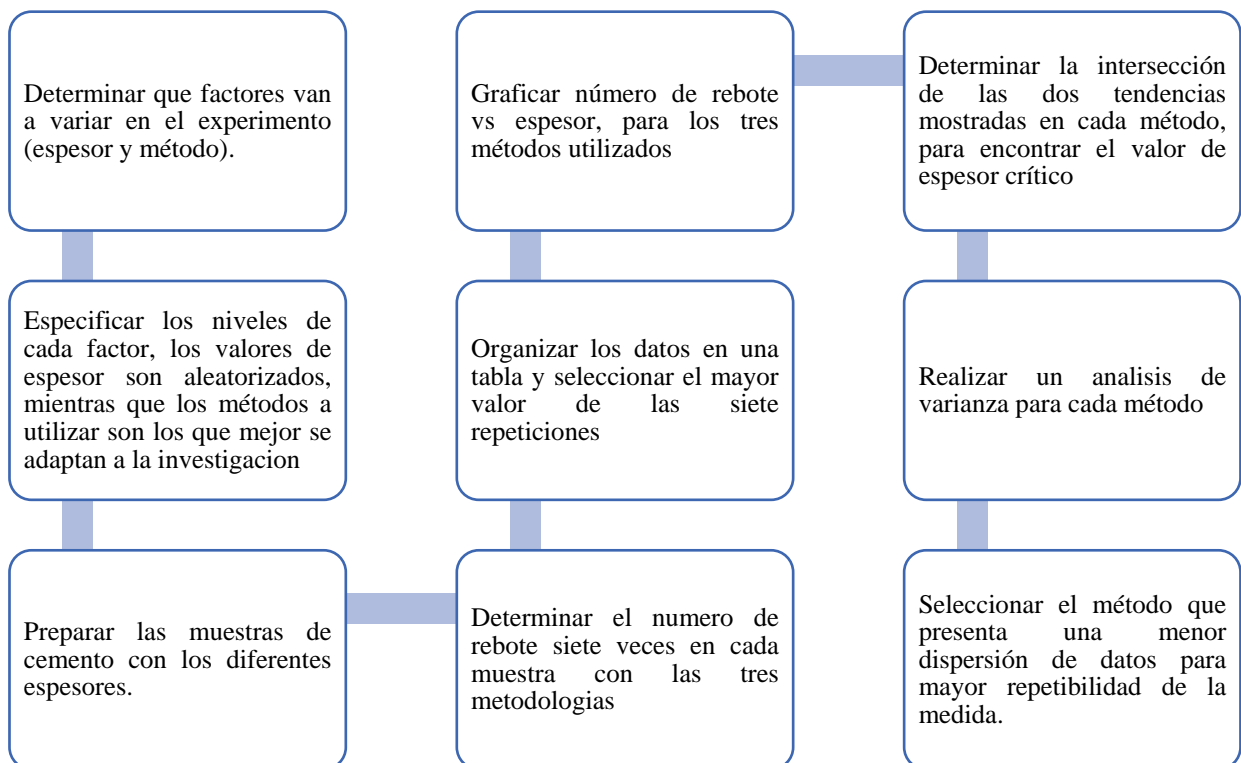 Determinar que factores van
a variar en el experimento
(espesor y método).
Especificar los niveles de
cada factor, los valores de
espesor son aleatorizados,
mientras que los métodos a
utilizar son los que mejor se
adaptan a la investigacion
Preparar las muestras de
cemento con los diferentes
espesores.
Determinar el numero de
rebote siete veces en cada
muestra con las tres
metodologias
Organizar los datos en una
tabla y seleccionar el mayor
valor de las siete
repeticiones
Graficar número de rebote
vs espesor, para los tres
métodos utilizados
Determinar la intersección
de las dos tendencias
mostradas en cada método,
para encontrar el valor de
espesor crítico
Realizar un analisis de
varianza para cada método
Seleccionar el método que
presenta una menor
dispersión de datos para
mayor repetibilidad de la
medida.